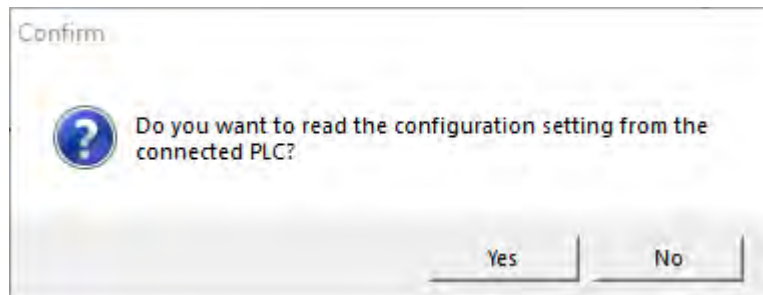 Confirm
Do you want to read the configuration setting from the
connected PLC?
Yes
No